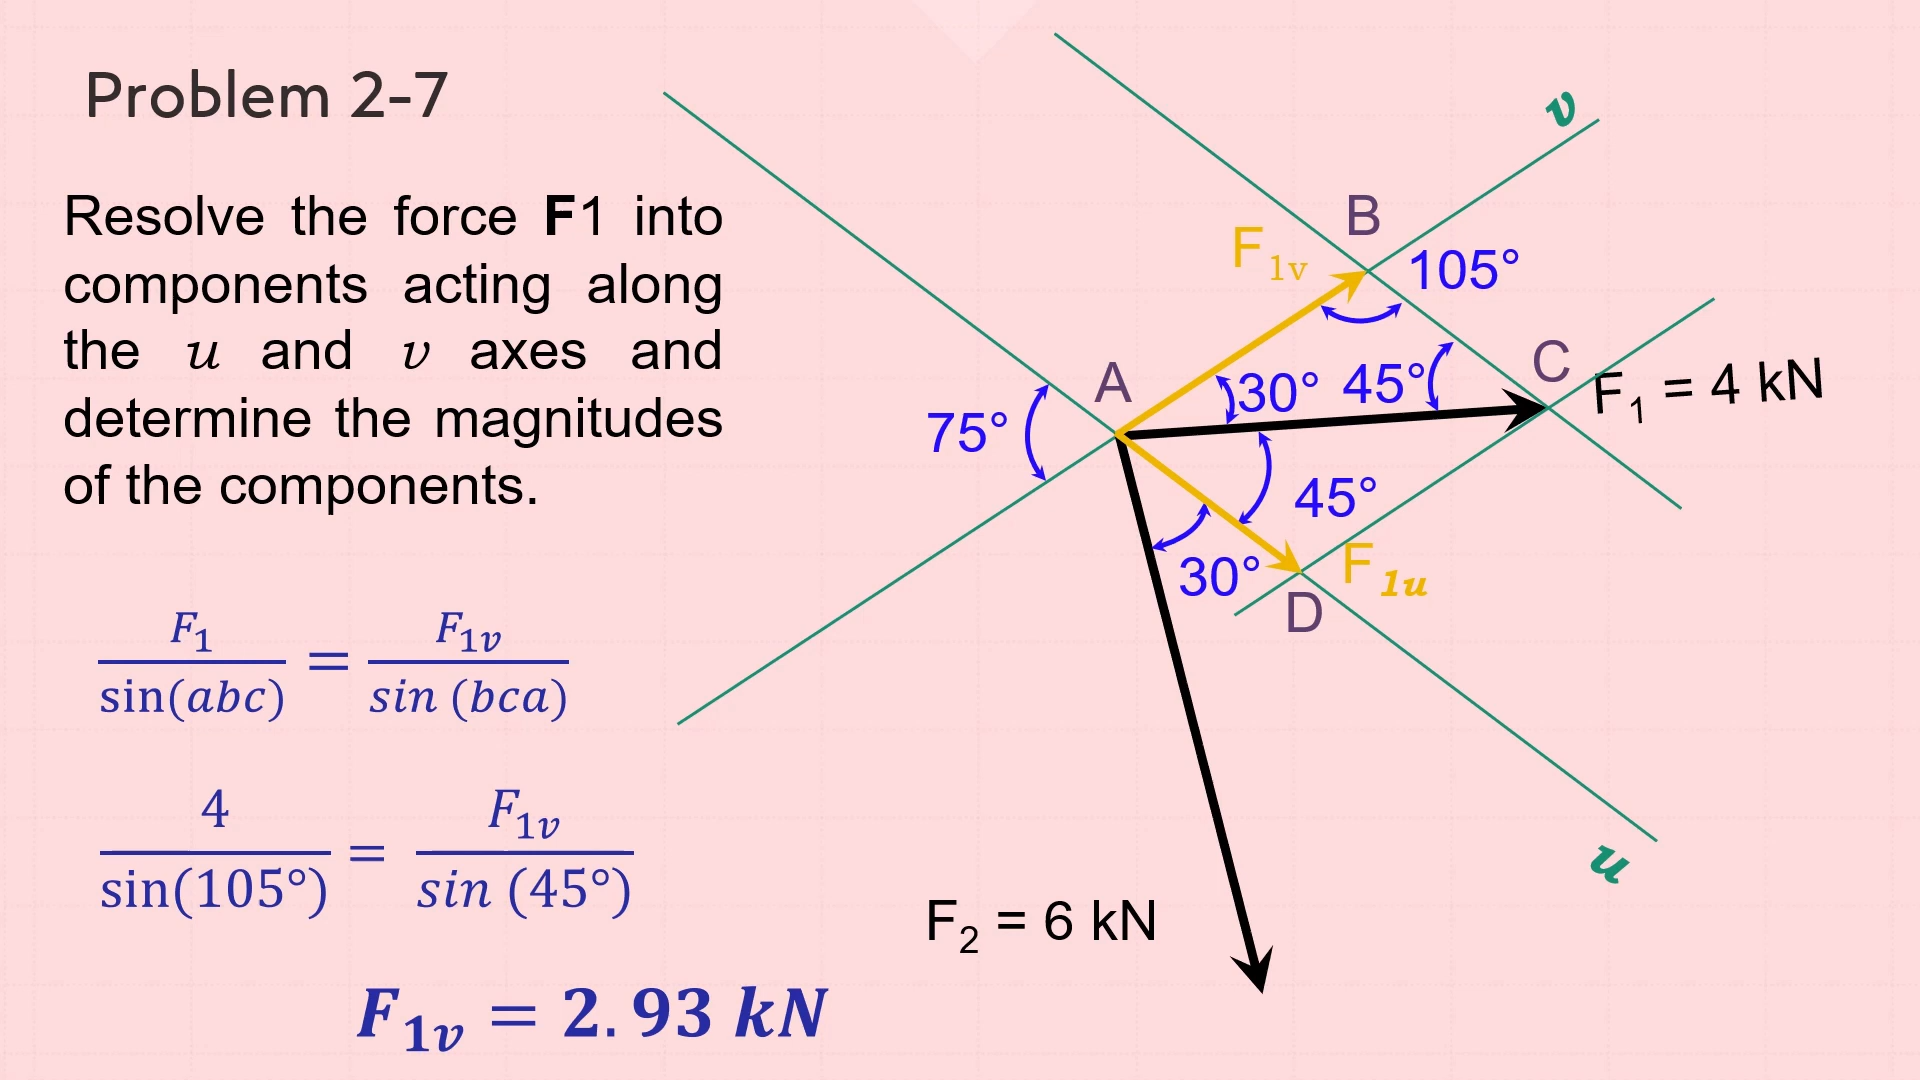 Problem 2-7
Resolve the force F1 into
components acting along
the u and v axes and
determine the magnitudes
of the components.
F₁/sin(abc) = F₁ᵥ/sin (bca)
4/sin(105°) = F₁ᵥ/sin (45°)
F₁ᵥ = 2.93 kN
v
B
F₁ᵥ
105°
C
A
30°
45°
F₁ = 4 kN
75°
45°
F₁ᵤ
30°
D
u
F₂ = 6 kN